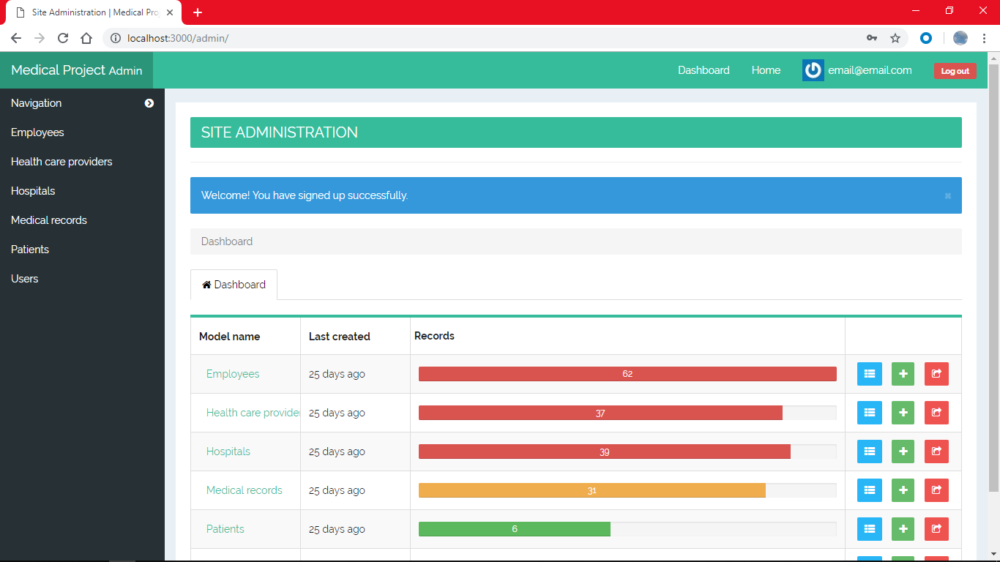 Site Administration | Medical Pro
localhost:3000/admin/
Medical Project Admin
Dashboard
Home
email@email.com
Log out
Navigation
Employees
Health care providers
Hospitals
Medical records
Patients
Users
SITE ADMINISTRATION
Welcome! You have signed up successfully.
Dashboard
Dashboard
Model name Last created Records
Employees 25 days ago 62
Health care provide 25 days ago 37
Hospitals 25 days ago 39
Medical records 25 days ago 31
Patients 25 days ago 6